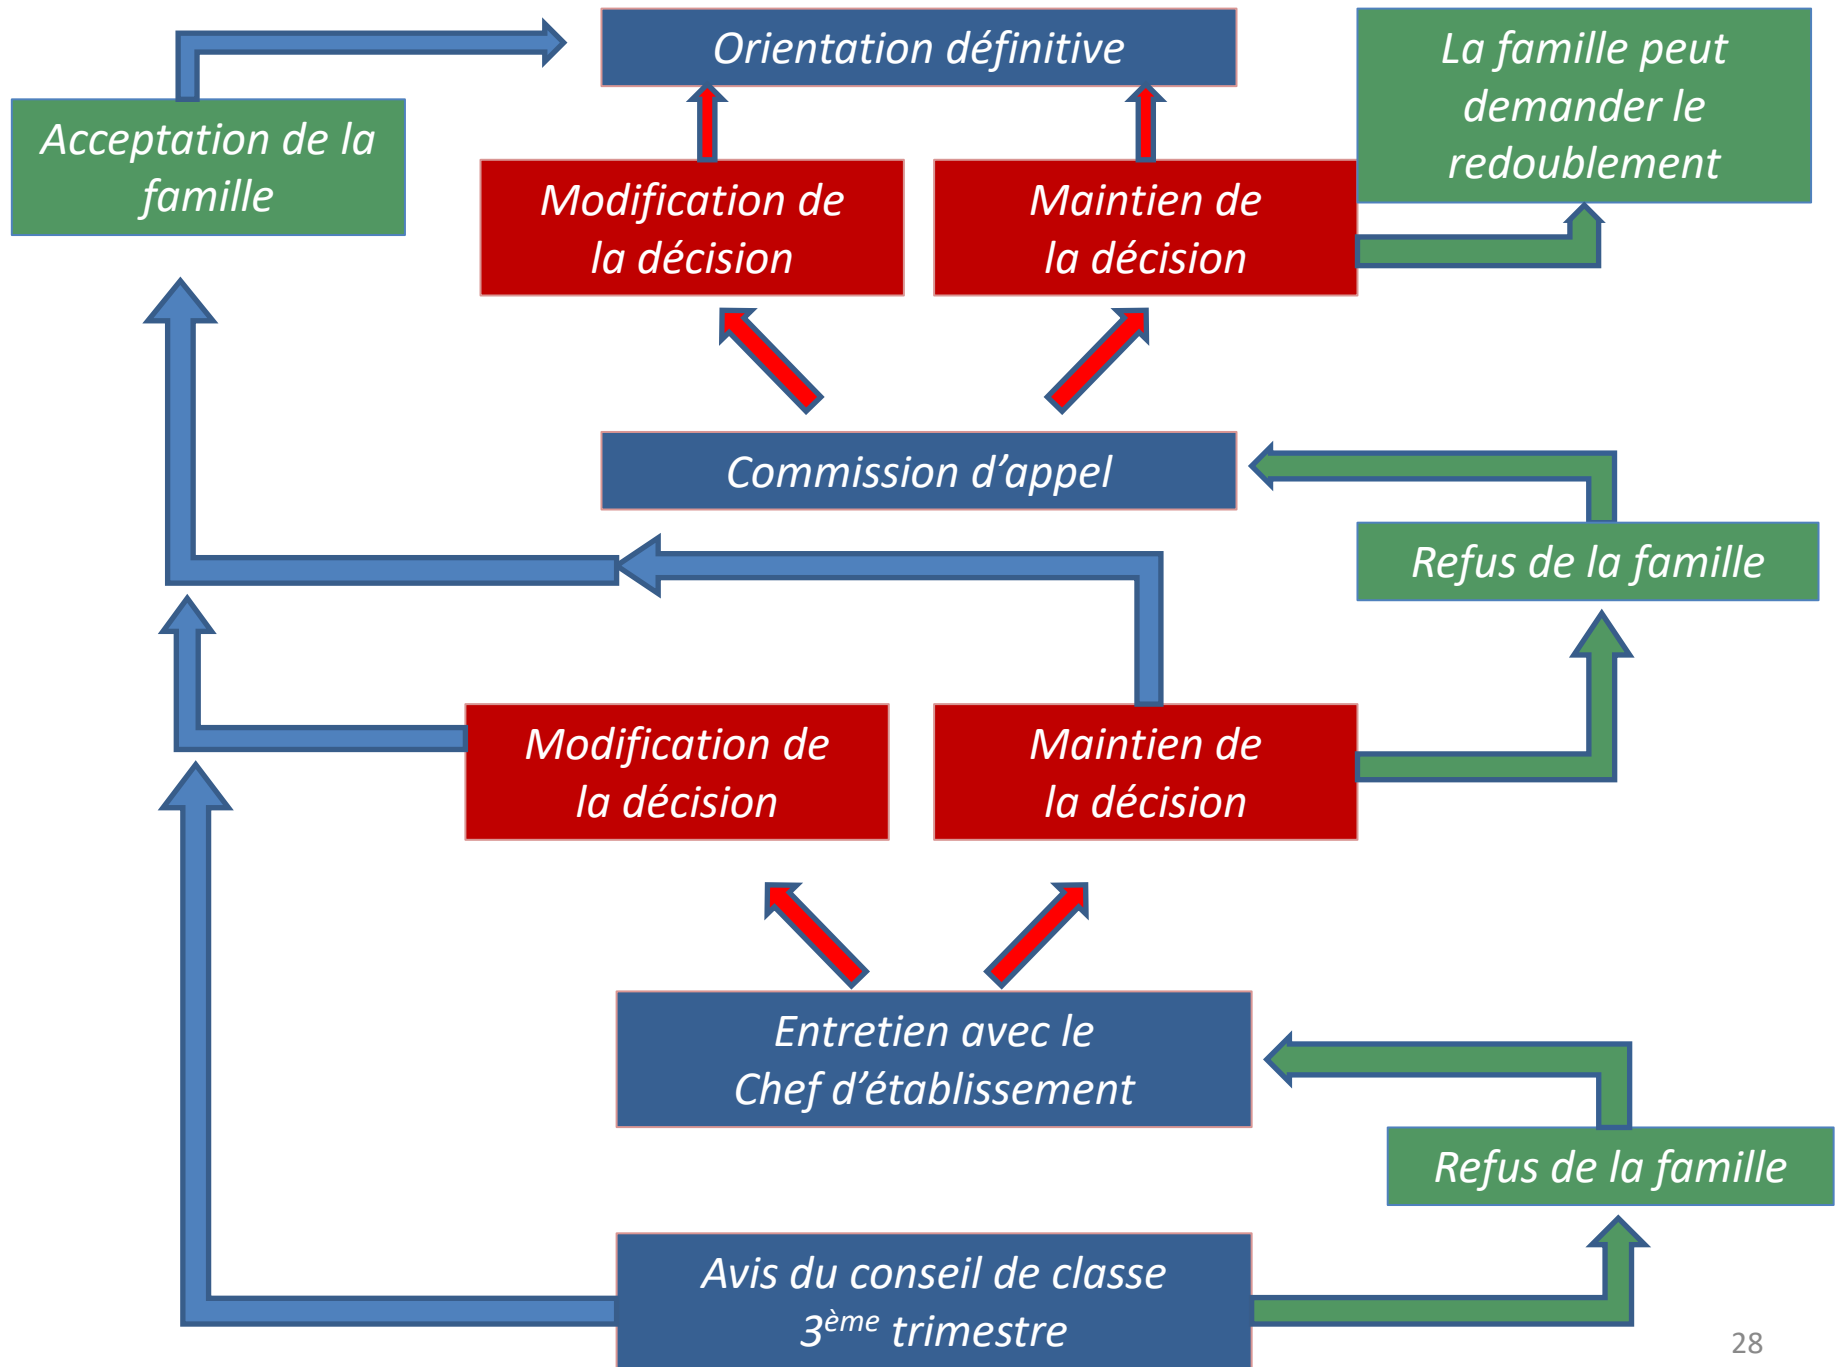 Orientation définitive
La famille peut
demander le
redoublement
Acceptation de la
famille
Modification de
la décision
Maintien de
la décision
Commission d’appel
Refus de la famille
Modification de
la décision
Maintien de
la décision
Entretien avec le
Chef d’établissement
Refus de la famille
Avis du conseil de classe
3ème trimestre
28